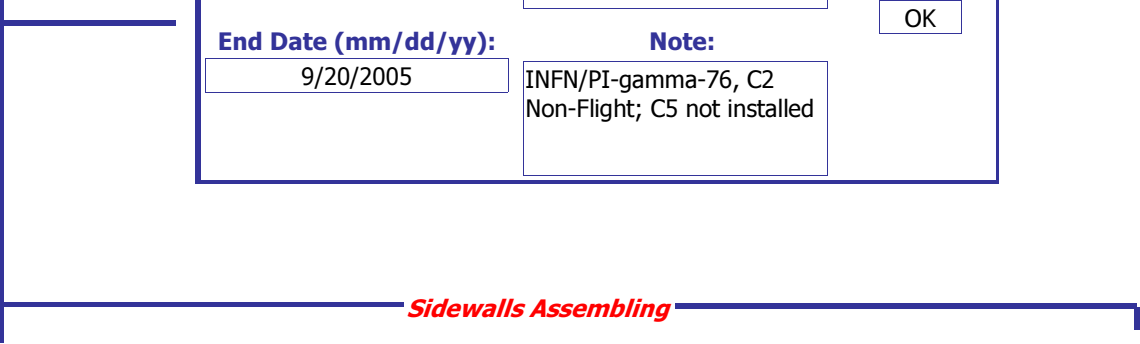 OK
End Date (mm/dd/yy):
Note:
9/20/2005
INFN/PI-gamma-76, C2
Non-Flight; C5 not installed
Sidewalls Assembling